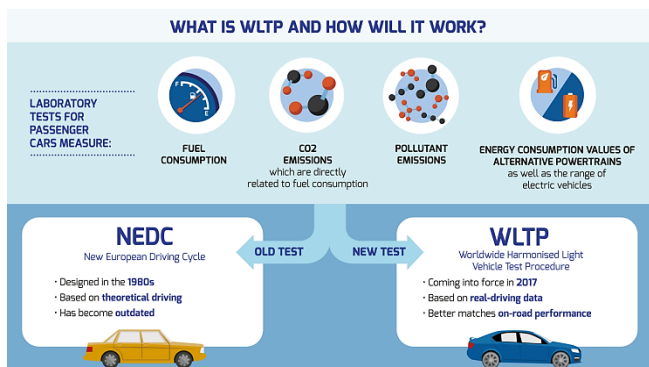 WHAT IS WLTP AND HOW WILL IT WORK?
LABORATORY
TESTS FOR
PASSENGER
CARS MEASURE:
F
E
FUEL
CONSUMPTION
CO2
EMISSIONS
which are directly
related to fuel consumption
POLLUTANT
EMISSIONS
ENERGY CONSUMPTION VALUES OF
ALTERNATIVE POWERTRAINS
as well as the range of
electric vehicles
NEDC
New European Driving Cycle
• Designed in the 1980s
• Based on theoretical driving
• Has become outdated
OLD TEST
NEW TEST
WLTP
Worldwide Harmonised Light
Vehicle Test Procedure
• Coming into force in 2017
• Based on real-driving data
• Better matches on-road performance